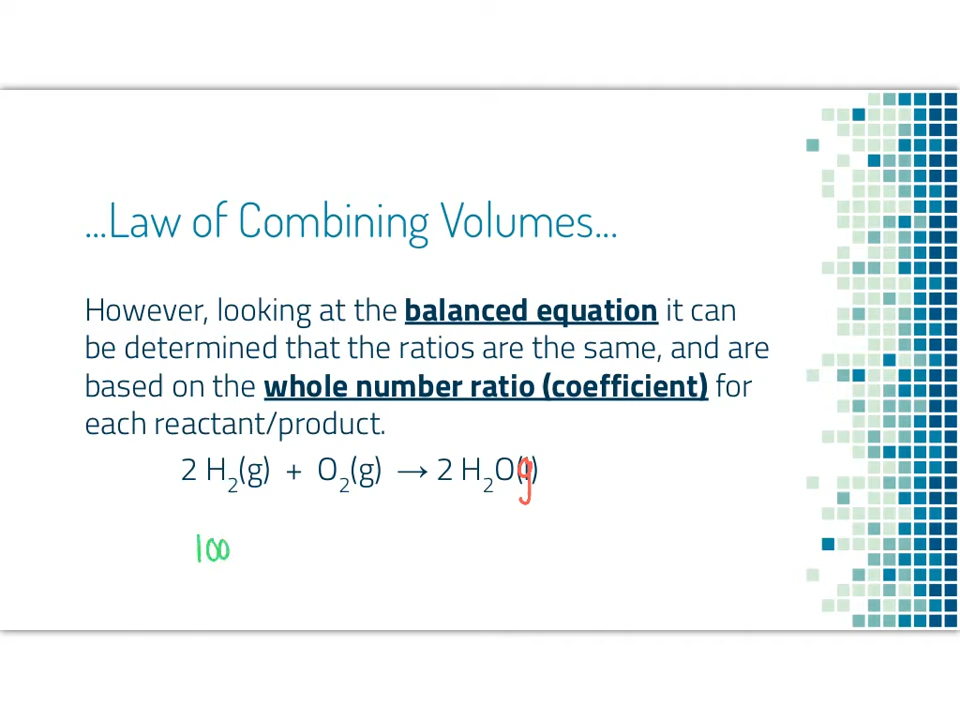 ...Law of Combining Volumes...
However, looking at the balanced equation it can
be determined that the ratios are the same, and are
based on the whole number ratio (coefficient) for
each reactant/product.
2 H₂(g) + O₂(g) → 2 H₂O(g)
100